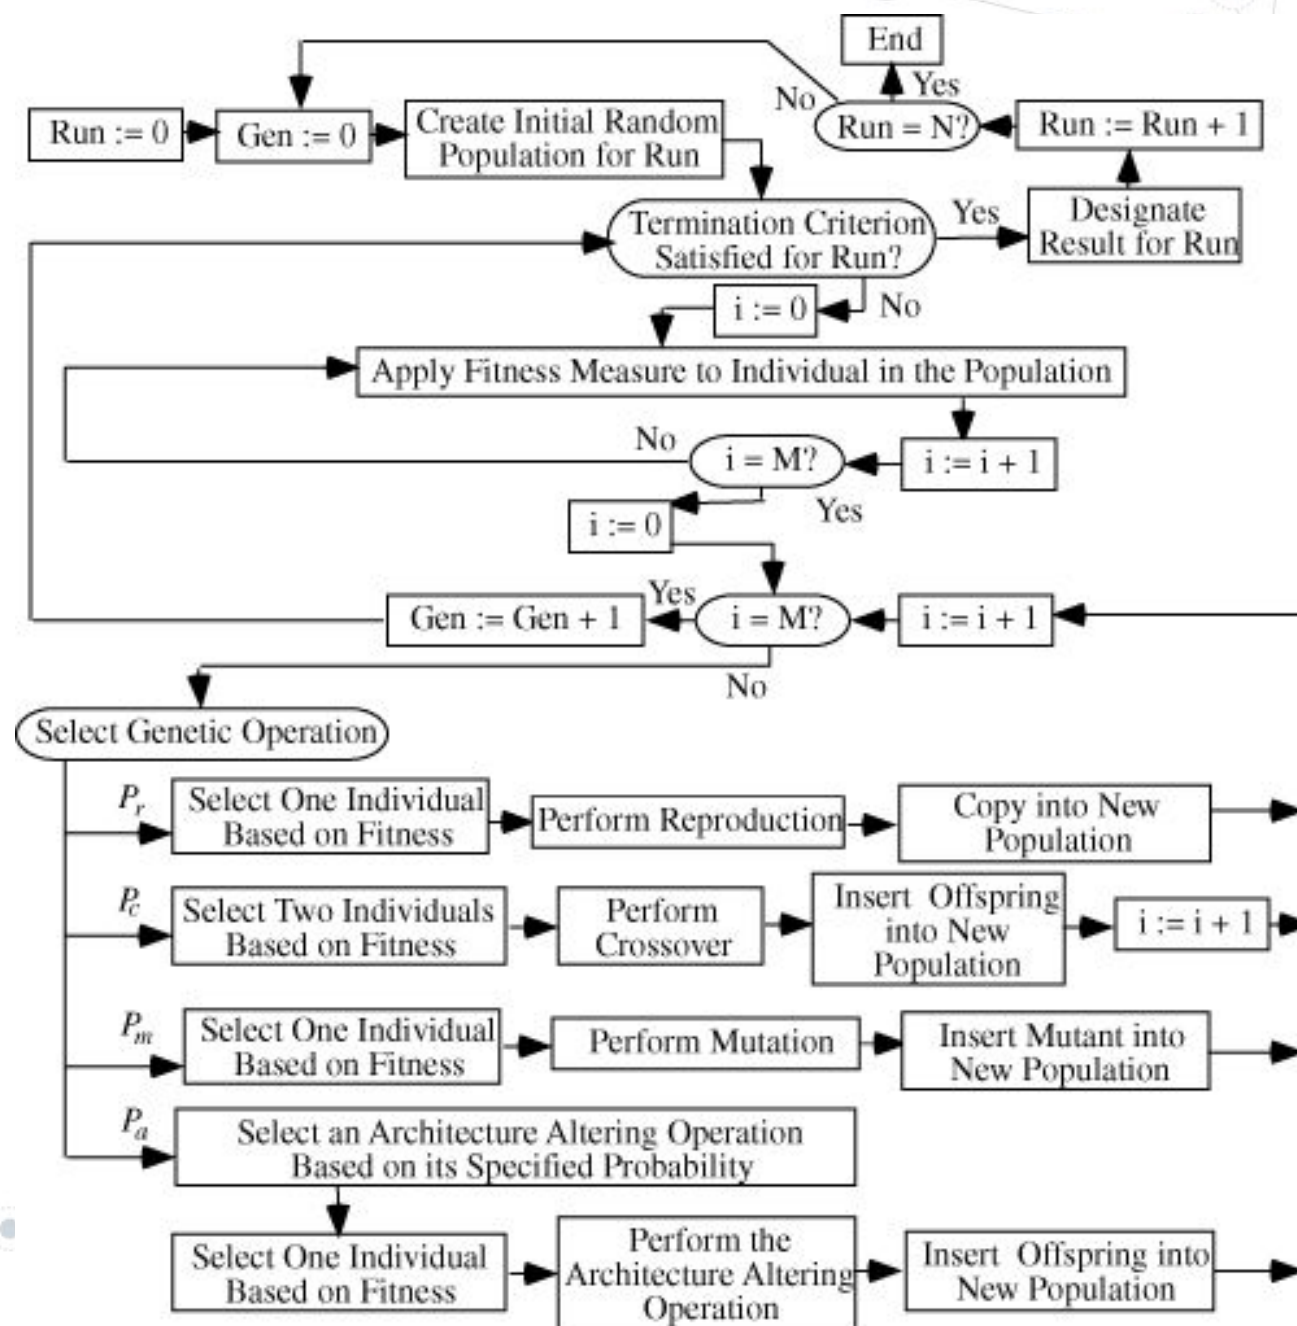 End
No
Yes
Run := 0
Gen := 0
Create Initial Random
Population for Run
Run = N?
Run := Run + 1
Termination Criterion
Satisfied for Run?
Yes
Designate
Result for Run
i := 0
No
Apply Fitness Measure to Individual in the Population
No
i = M?
i := i + 1
Yes
i := 0
Gen := Gen + 1
Yes
i = M?
i := i + 1
No
Select Genetic Operation
Pr
Select One Individual
Based on Fitness
Perform Reproduction
Copy into New
Population
Pc
Select Two Individuals
Based on Fitness
Perform
Crossover
Insert Offspring
into New
Population
i := i + 1
Pm
Select One Individual
Based on Fitness
Perform Mutation
Insert Mutant into
New Population
Pa
Select an Architecture Altering Operation
Based on its Specified Probability
Select One Individual
Based on Fitness
Perform the
Architecture Altering
Operation
Insert Offspring into
New Population